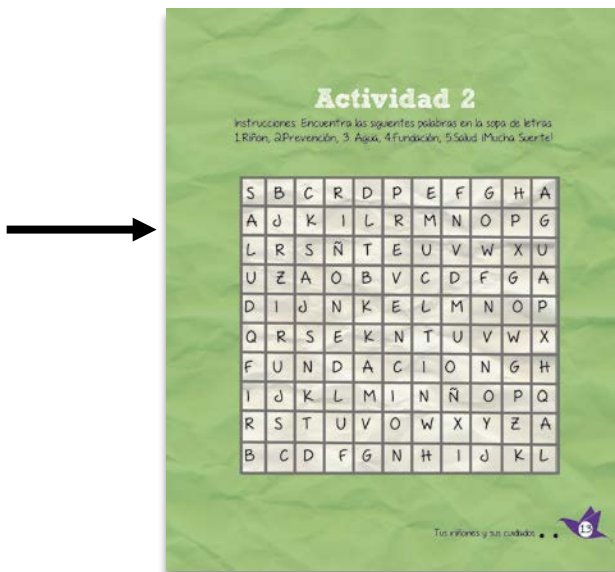 Actividad 2
Instrucciones: Encuentra las siguientes palabras en la sopa de letras
1.Riñon, 2.Prevención, 3. Agua, 4.Fundación, 5.Salud ¡Mucha Suerte!
S B C R D P E F G H A
A J K I L R M N O P G
L R S Ñ T E U V W X U
U Z A O B V C D F G A
D I J N K E L M N O P
Q R S E K N T U V W X
F U N D A C I O N G H
I J K L M I N Ñ O P Q
R S T U V O W X Y Z A
B C D F G N H I J K L
Tus riñones y sus cuidados
13